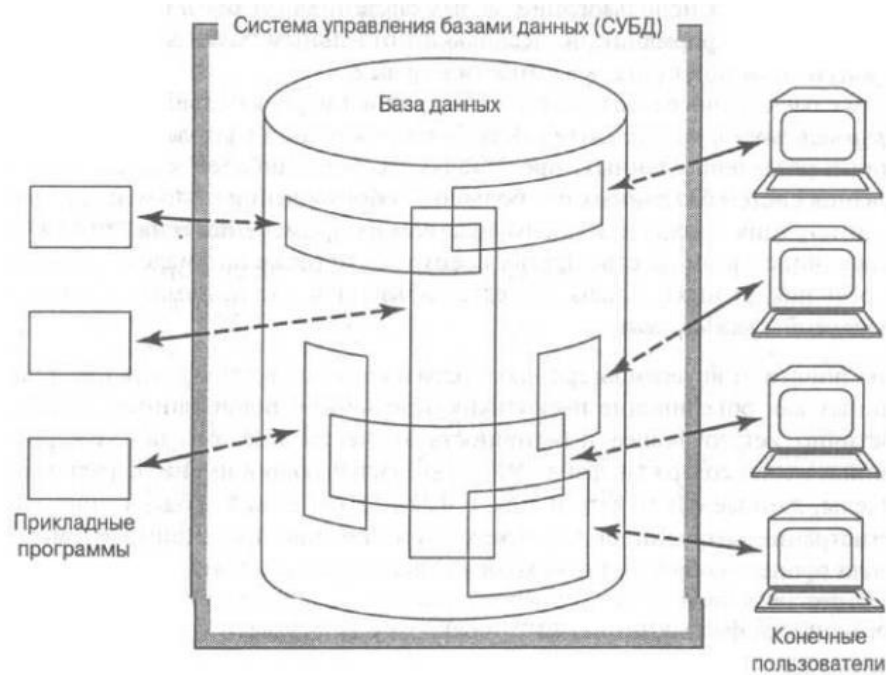 Система управления базами данных (СУБД)
База данных
Прикладные
программы
Конечные
пользователи